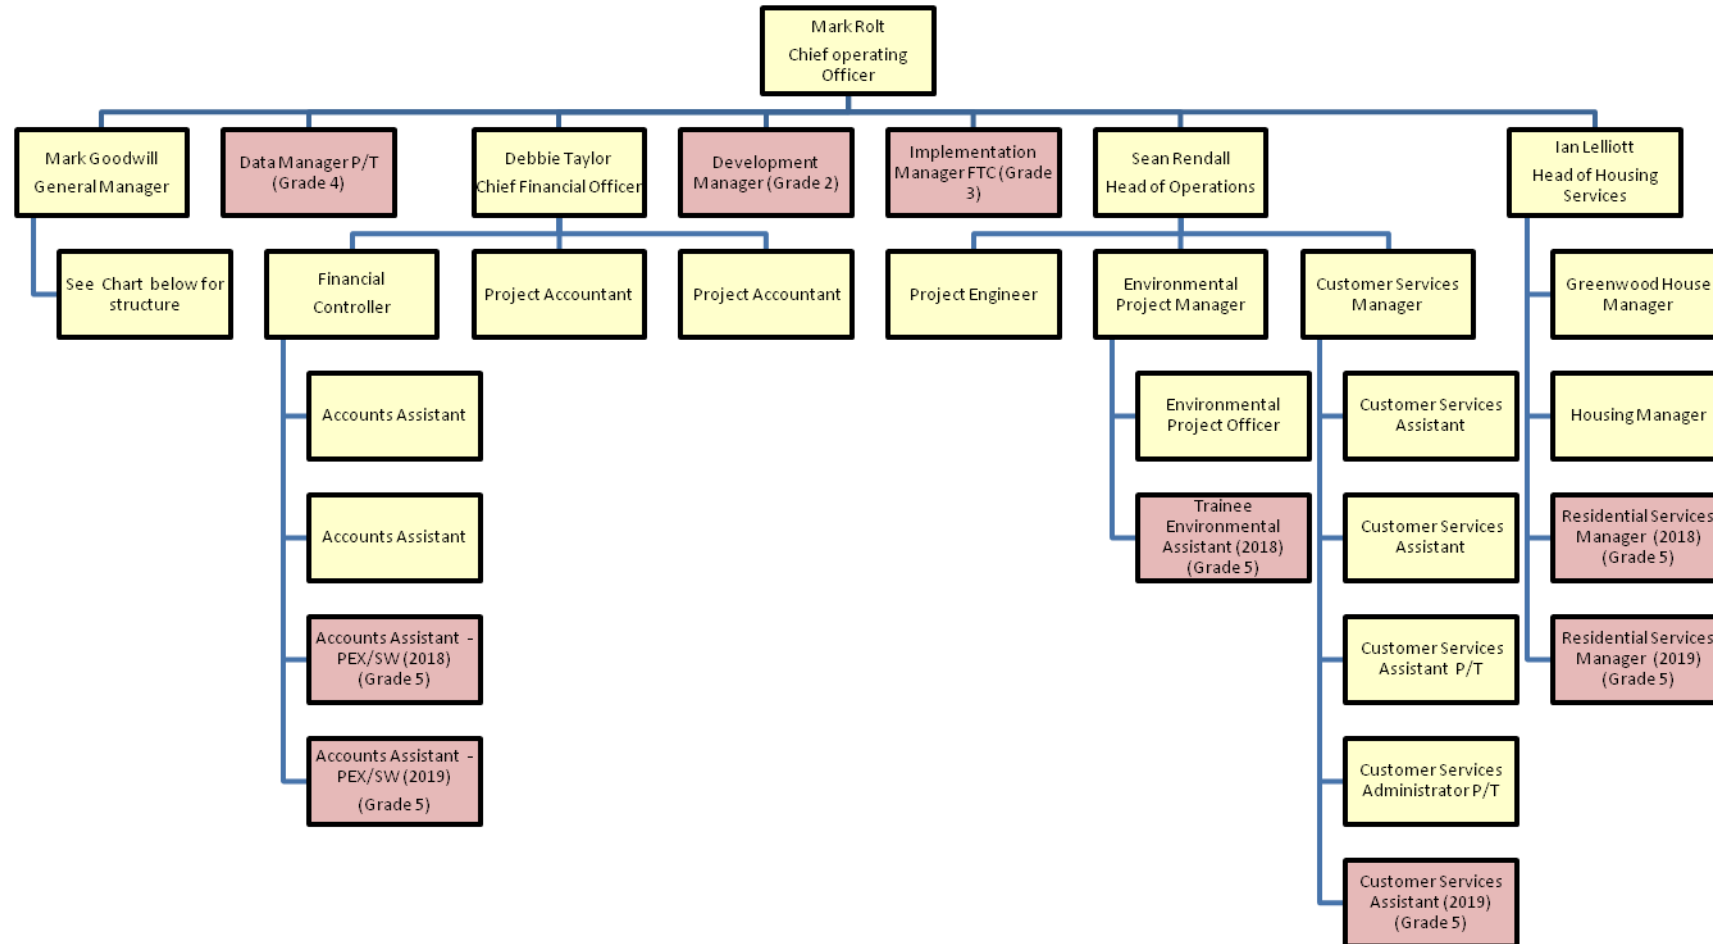 Mark Rolt
Chief operating
Officer
Mark Goodwill
General Manager
Data Manager P/T
(Grade 4)
Debbie Taylor
Chief Financial Officer
Development
Manager (Grade 2)
Implementation
Manager FTC (Grade
3)
Sean Rendall
Head of Operations
Ian Lelliott
Head of Housing
Services
See Chart below for
structure
Financial
Controller
Project Accountant
Project Accountant
Project Engineer
Environmental
Project Manager
Customer Services
Manager
Greenwood House
Manager
Accounts Assistant
Environmental
Project Officer
Customer Services
Assistant
Housing Manager
Accounts Assistant
Trainee
Environmental
Assistant (2018)
(Grade 5)
Customer Services
Assistant
Residential Services
Manager (2018)
(Grade 5)
Accounts Assistant -
PEX/SW (2018)
(Grade 5)
Customer Services
Assistant P/T
Residential Services
Manager (2019)
(Grade 5)
Accounts Assistant -
PEX/SW (2019)
(Grade 5)
Customer Services
Administrator P/T
Customer Services
Assistant (2019)
(Grade 5)